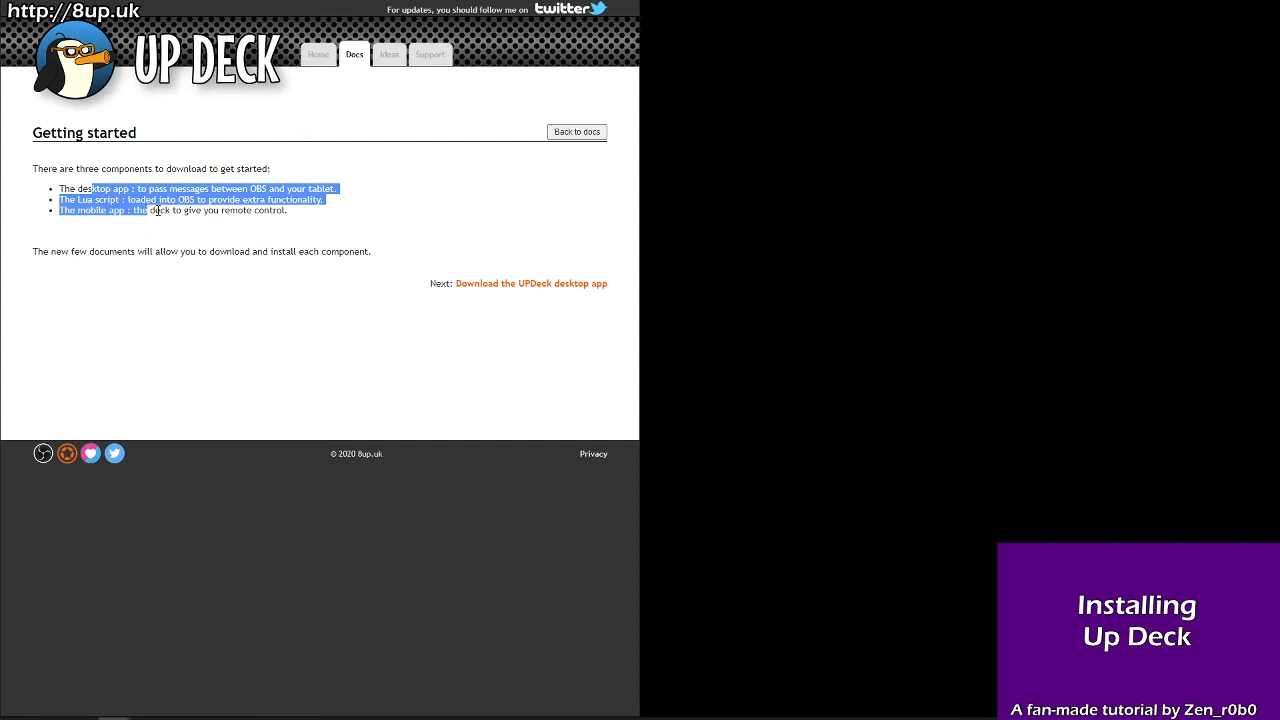 http://8up.uk
For updates, you should follow me on twitter
UP DECK
Home
Docs
Ideas
Support
Getting started
Back to docs
There are three components to download to get started;
The desktop app : to pass messages between OBS and your tablet.
The Lua script : loaded into OBS to provide extra functionality.
The mobile app : the deck to give you remote control.
The new few documents will allow you to download and install each component.
Next: Download the UPDeck desktop app
© 2020 8up.uk
Privacy
Installing
Up Deck
A fan-made tutorial by Zen_r0b0